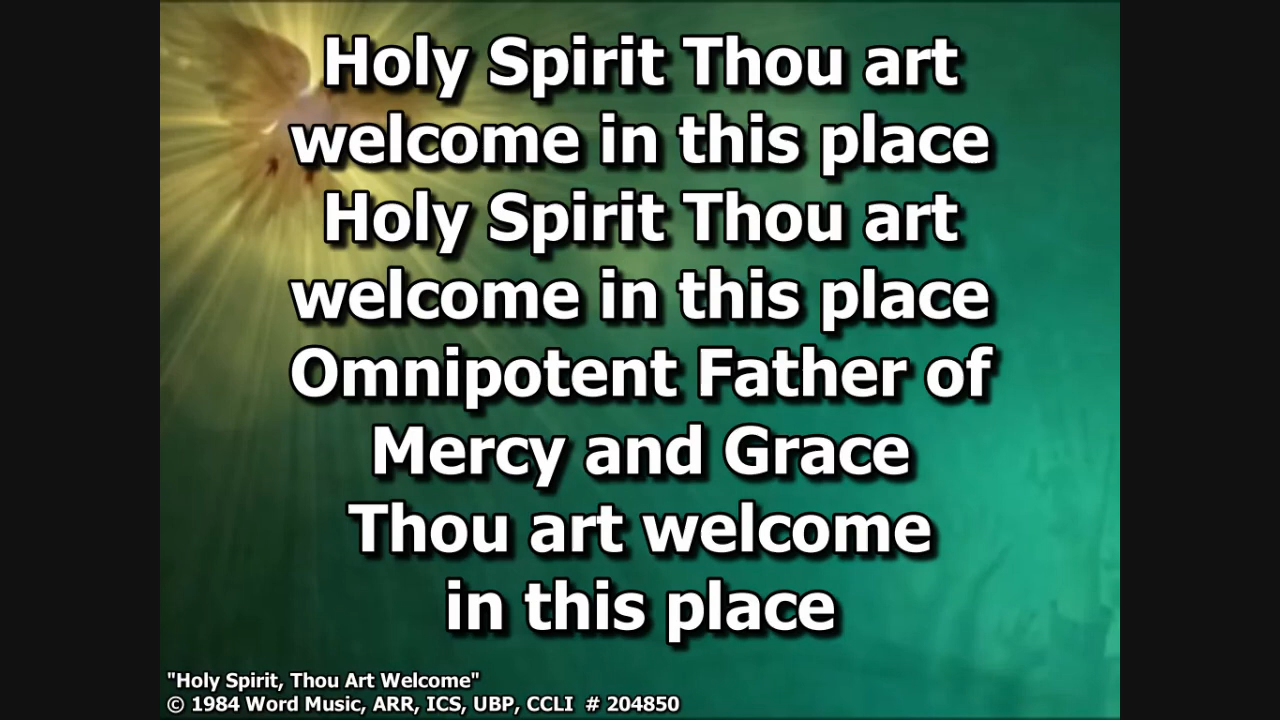 Holy Spirit Thou art
welcome in this place
Holy Spirit Thou art
welcome in this place
Omnipotent Father of
Mercy and Grace
Thou art welcome
in this place
"Holy Spirit, Thou Art Welcome"
© 1984 Word Music, ARR, ICS, UBP, CCLI  # 204850